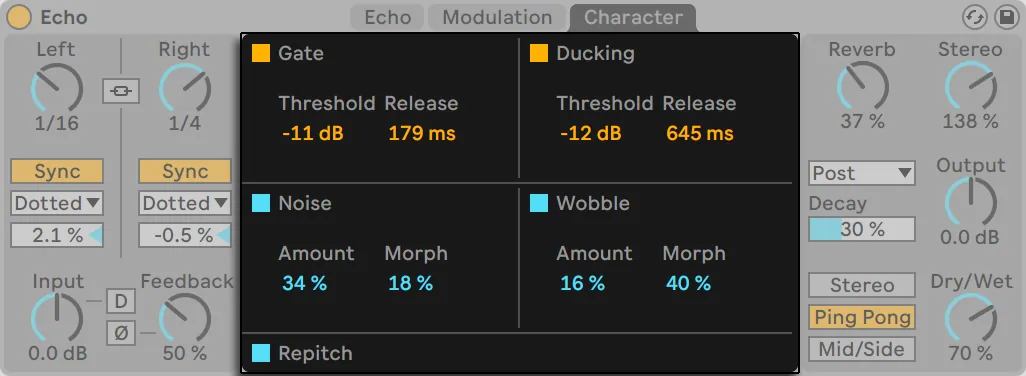 Echo
Echo Modulation Character
Left Right
1/16 1/4
Sync Sync
Dotted Dotted
2.1 % -0.5 %
Input D Feedback
Ø
0.0 dB 50 %
Gate
Threshold Release
-11 dB 179 ms
Ducking
Threshold Release
-12 dB 645 ms
Noise
Amount Morph
34 % 18 %
Wobble
Amount Morph
16 % 40 %
Repitch
Reverb Stereo
37 % 138 %
Post
Decay
30 %
Output
0.0 dB
Stereo
Ping Pong
Mid/Side
Dry/Wet
70 %